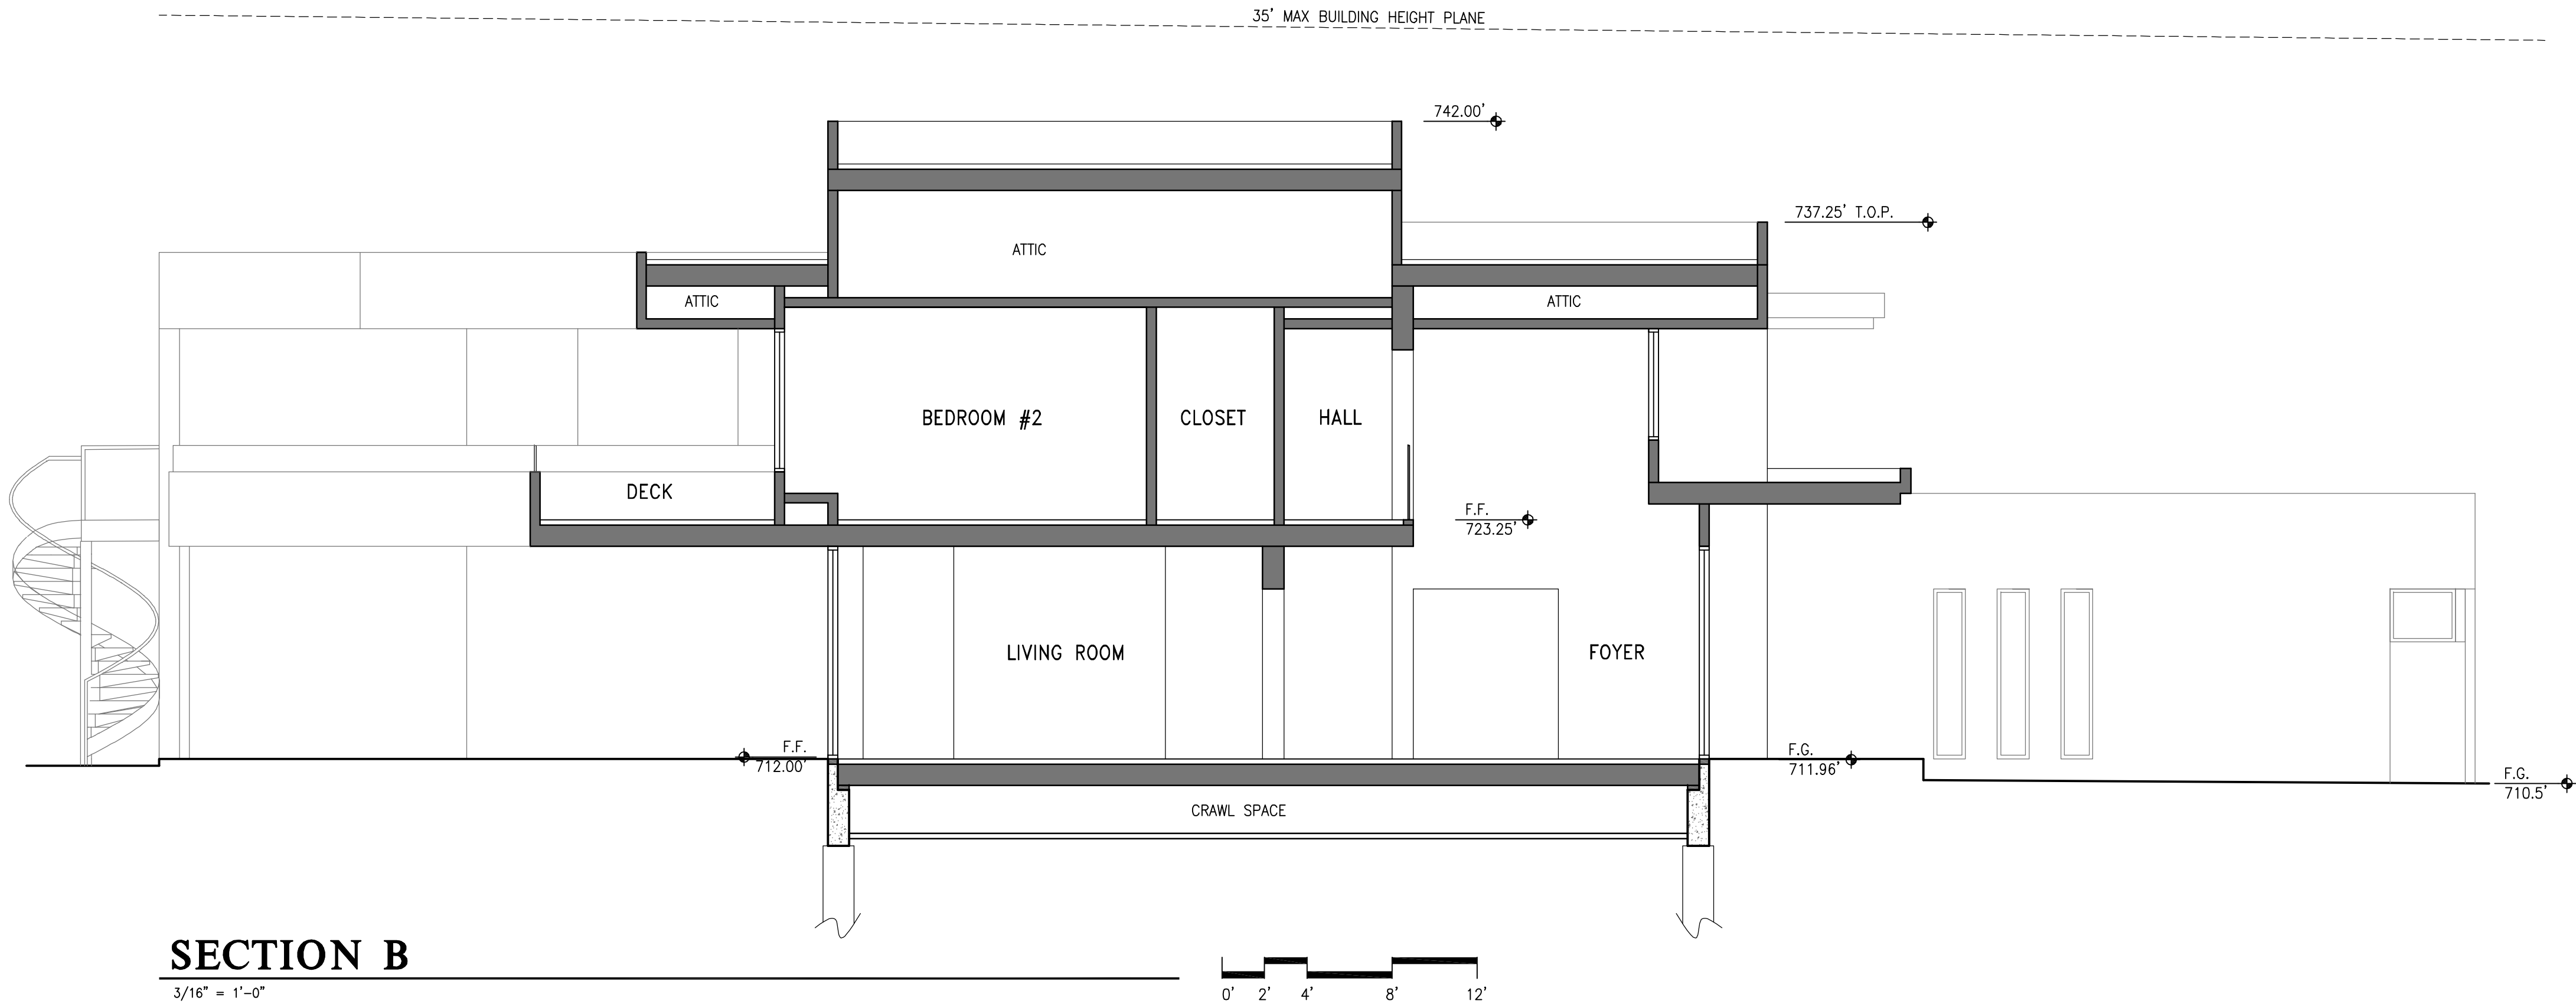 35' MAX BUILDING HEIGHT PLANE
742.00'
737.25' T.O.P.
ATTIC
ATTIC
ATTIC
BEDROOM #2
CLOSET
HALL
DECK
F.F.
723.25'
LIVING ROOM
FOYER
F.F.
712.00'
F.G.
711.96'
F.G.
710.5'
CRAWL SPACE
SECTION B
3/16" = 1'-0"
0' 2' 4' 8' 12'